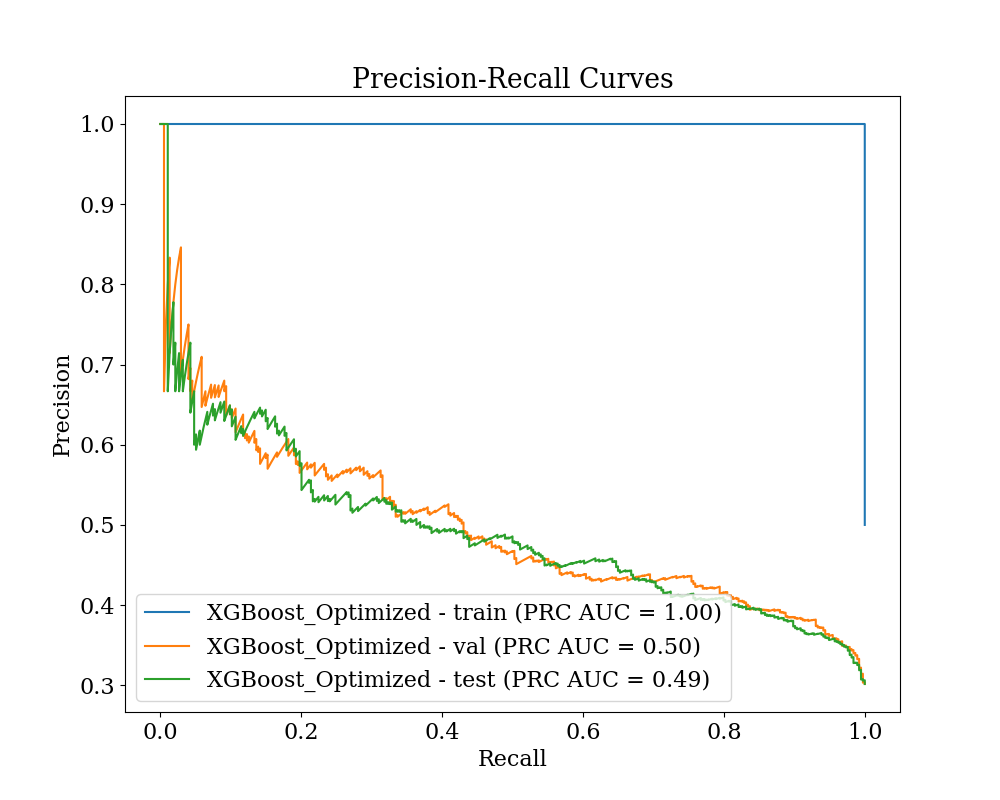 Precision-Recall Curves
Precision
1.0
0.9
0.8
0.7
0.6
0.5
0.4
0.3
XGBoost_Optimized - train (PRC AUC = 1.00)
XGBoost_Optimized - val (PRC AUC = 0.50)
XGBoost_Optimized - test (PRC AUC = 0.49)
0.0 0.2 0.4 0.6 0.8 1.0
Recall